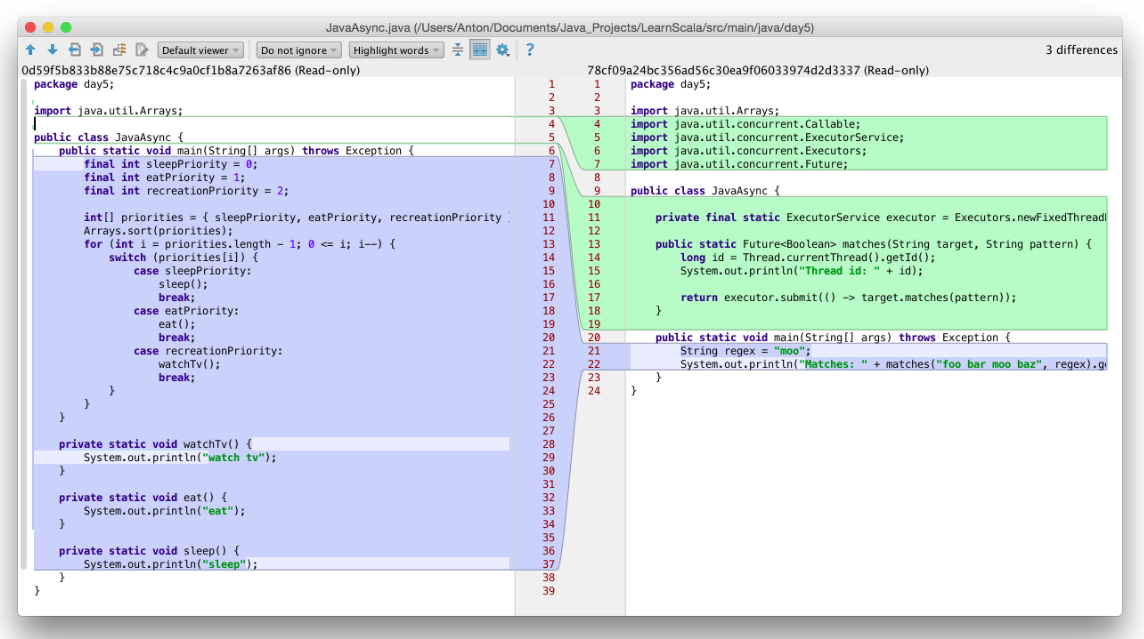 JavaAsync.java (/Users/Anton/Documents/Java_Projects/LearnScala/src/main/java/day5)
Default viewer
Do not ignore
Highlight words
?
3 differences
0d59f5b833b88e75c718c4c9a0cf1b8a7263af86 (Read-only)
78cf09a24bc356ad56c30ea9f06033974d2d3337 (Read-only)
package day5; 1

2
import java.util.Arrays; 3
4
public class JavaAsync { 5
public static void main(String[] args) throws Exception { 6
final int sleepPriority = 0; 7
final int eatPriority = 1; 8
final int recreationPriority = 2; 9
10
int[] priorities = { sleepPriority, eatPriority, recreationPriority 11
Arrays.sort(priorities); 12
for (int i = priorities.length - 1; 0 <= i; i--) { 13
switch (priorities[i]) { 14
case sleepPriority: 15
sleep(); 16
break; 17
case eatPriority: 18
eat(); 19
break; 20
case recreationPriority: 21
watchTv(); 22
break; 23
} 24
} 25
} 26
27
private static void watchTv() { 28
System.out.println("watch tv"); 29
} 30
31
private static void eat() { 32
System.out.println("eat"); 33
} 34
35
private static void sleep() { 36
System.out.println("sleep"); 37
} 38
} 39
1 package day5;
2
3 import java.util.Arrays;
4 import java.util.concurrent.Callable;
5 import java.util.concurrent.ExecutorService;
6 import java.util.concurrent.Executors;
7 import java.util.concurrent.Future;
8
9 public class JavaAsync {
10
11 private final static ExecutorService executor = Executors.newFixedThread
12
13 public static Future<Boolean> matches(String target, String pattern) {
14 long id = Thread.currentThread().getId();
15 System.out.println("Thread id: " + id);
16
17 return executor.submit(() -> target.matches(pattern));
18 }
19
20 public static void main(String[] args) throws Exception {
21 String regex = "moo";
22 System.out.println("Matches: " + matches("foo bar moo baz", regex).g
23 }
24 }